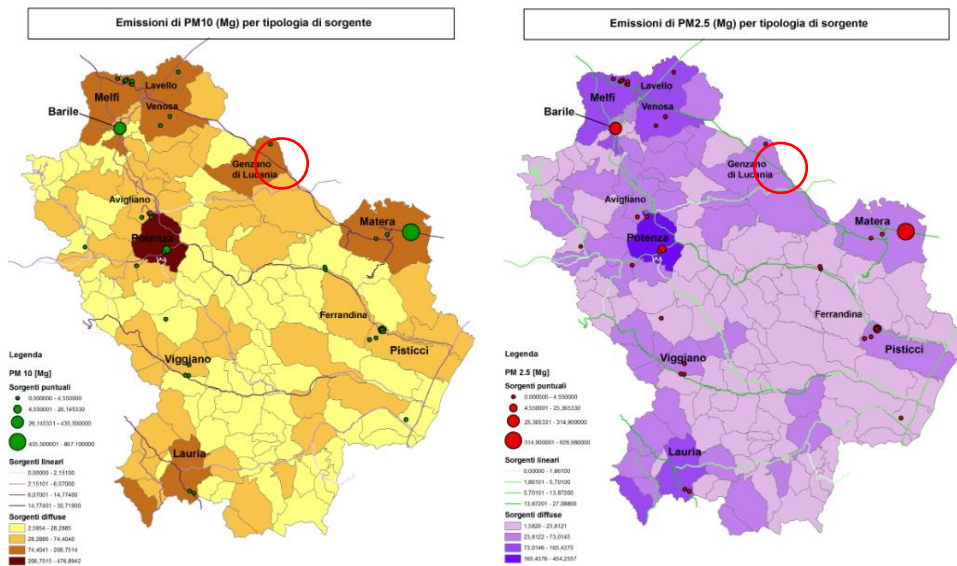 Emissioni di PM10 (Mg) per tipologia di sorgente
Lavello
Melfi
Venosa
Barile
Genzano
di Lucania
Avigliano
Matera
Potenza
Ferrandina
Pisticci
Viggiano
Lauria
Legenda
PM 10 [Mg]
Sorgenti puntuali
0,000000 - 4,550000
4,550001 - 26,145330
26,145331 - 435,500000
435,500001 - 867,100000
Sorgenti lineari
0,00000 - 2,15100
2,15101 - 6,07000
6,07001 - 14,77400
14,77401 - 30,71900
Sorgenti diffuse
2,5954 - 28,2885
28,2886 - 74,4040
74,4041 - 206,7514
206,7515 - 476,8942
Emissioni di PM2.5 (Mg) per tipologia di sorgente
Lavello
Melfi
Venosa
Barile
Genzano
di Lucania
Avigliano
Matera
Potenza
Ferrandina
Pisticci
Viggiano
Lauria
Legenda
PM 2.5 [Mg]
Sorgenti puntuali
0,000000 - 4,550000
4,550001 - 25,365330
25,365331 - 314,900000
314,900001 - 626,980000
Sorgenti lineari
0,00000 - 1,86100
1,86101 - 5,70100
5,70101 - 13,67200
13,67201 - 27,08800
Sorgenti diffuse
1,5820 - 23,8121
23,8122 - 73,0145
73,0146 - 165,4375
165,4376 - 454,2557